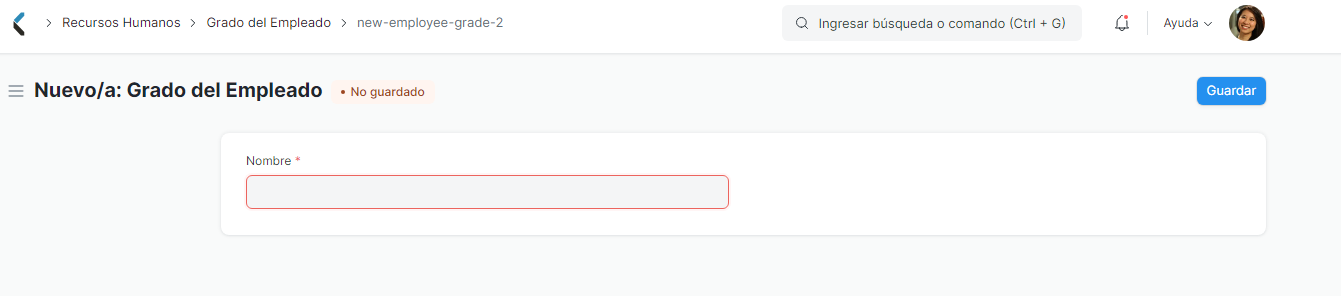 Recursos Humanos Grado del Empleado new-employee-grade-2 Ingresar búsqueda o comando (Ctrl + G) Ayuda
Nuevo/a: Grado del Empleado • No guardado Guardar
Nombre *